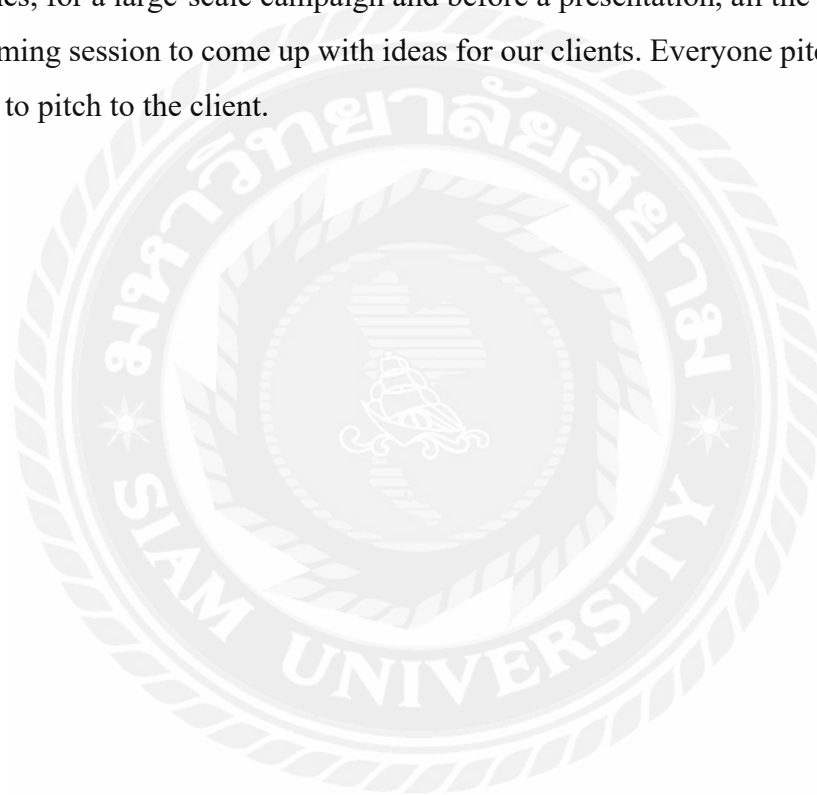 for a large-scale campaign and before a presentation, all the
ming session to come up with ideas for our clients. Everyone pitc
to pitch to the client.
มหาวิทยาลัยสยาม
SIAM UNIVERSITY